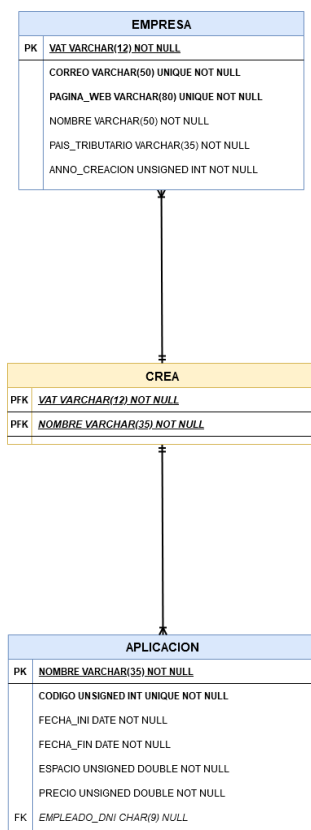 EMPRESA
PK VAT VARCHAR(12) NOT NULL
CORREO VARCHAR(50) UNIQUE NOT NULL
PAGINA_WEB VARCHAR(80) UNIQUE NOT NULL
NOMBRE VARCHAR(50) NOT NULL
PAIS_TRIBUTARIO VARCHAR(35) NOT NULL
ANNO_CREACION UNSIGNED INT NOT NULL
CREA
PFK VAT VARCHAR(12) NOT NULL
PFK NOMBRE VARCHAR(35) NOT NULL
APLICACION
PK NOMBRE VARCHAR(35) NOT NULL
CODIGO UNSIGNED INT UNIQUE NOT NULL
FECHA_INI DATE NOT NULL
FECHA_FIN DATE NOT NULL
ESPACIO UNSIGNED DOUBLE NOT NULL
PRECIO UNSIGNED DOUBLE NOT NULL
FK EMPLEADO_DNI CHAR(9) NULL